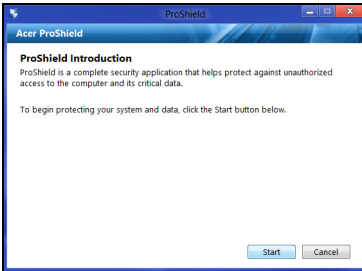 ProShield
Acer ProShield
ProShield Introduction
ProShield is a complete security application that helps protect against unauthorized
access to the computer and its critical data.
To begin protecting your system and data, click the Start button below.
Start Cancel